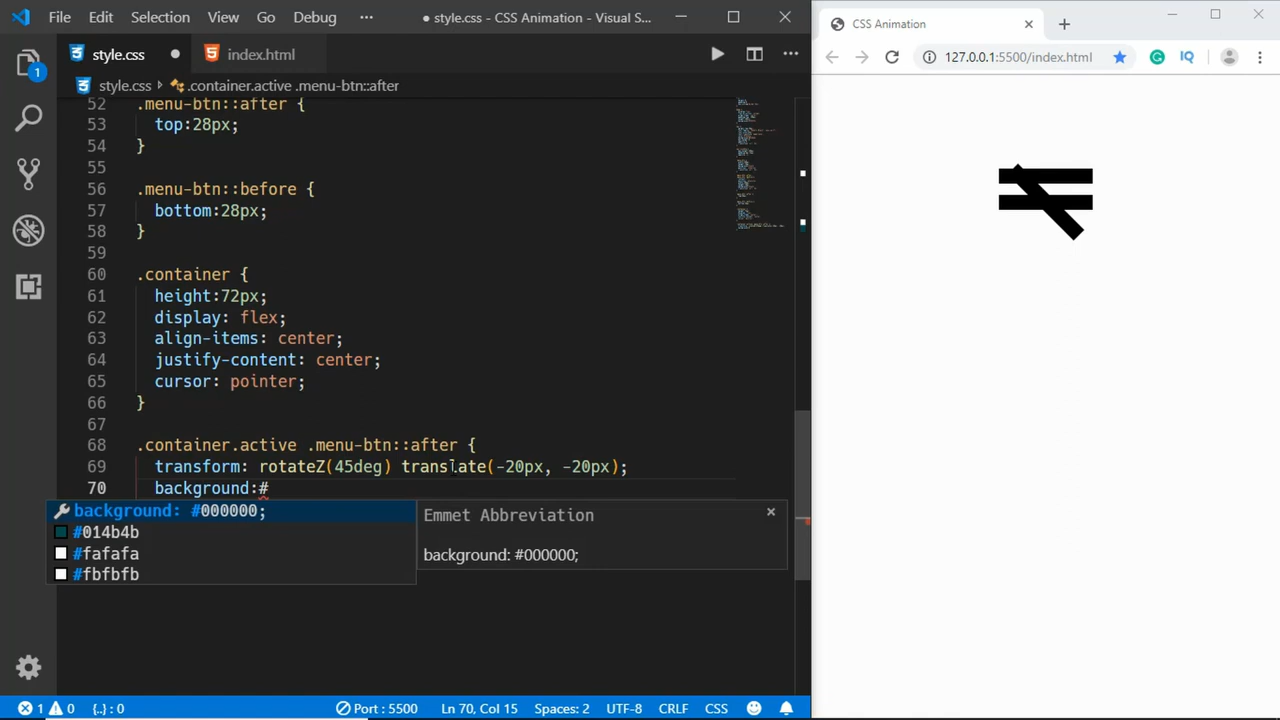 File Edit Selection View Go Debug ••• ● style.css - CSS Animation - Visual S...
style.css ●
index.html
style.css > .container.active .menu-btn::after
52 .menu-btn::after {
53 top:28px;
54 }
55
56 .menu-btn::before {
57 bottom:28px;
58 }
59
60 .container {
61 height:72px;
62 display: flex;
63 align-items: center;
64 justify-content: center;
65 cursor: pointer;
66 }
67
68 .container.active .menu-btn::after {
69 transform: rotateZ(45deg) translate(-20px, -20px);
70 background:#
background: #000000;
#014b4b
#fafafa
#fbfbfb
Emmet Abbreviation
background: #000000;
1
1 0 {..} : 0 Port : 5500 Ln 70, Col 15 Spaces: 2 UTF-8 CRLF CSS
CSS Animation
127.0.0.1:5500/index.html
IQ